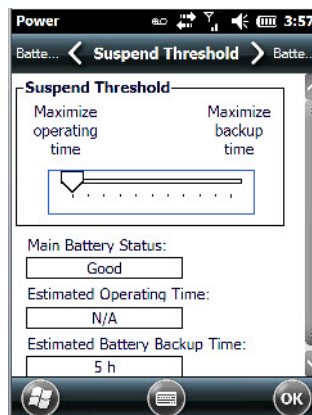 Power 3:57
Batte... Suspend Threshold Batte...
Suspend Threshold
Maximize operating time
Maximize backup time
Main Battery Status:
Good
Estimated Operating Time:
N/A
Estimated Battery Backup Time:
5 h
OK